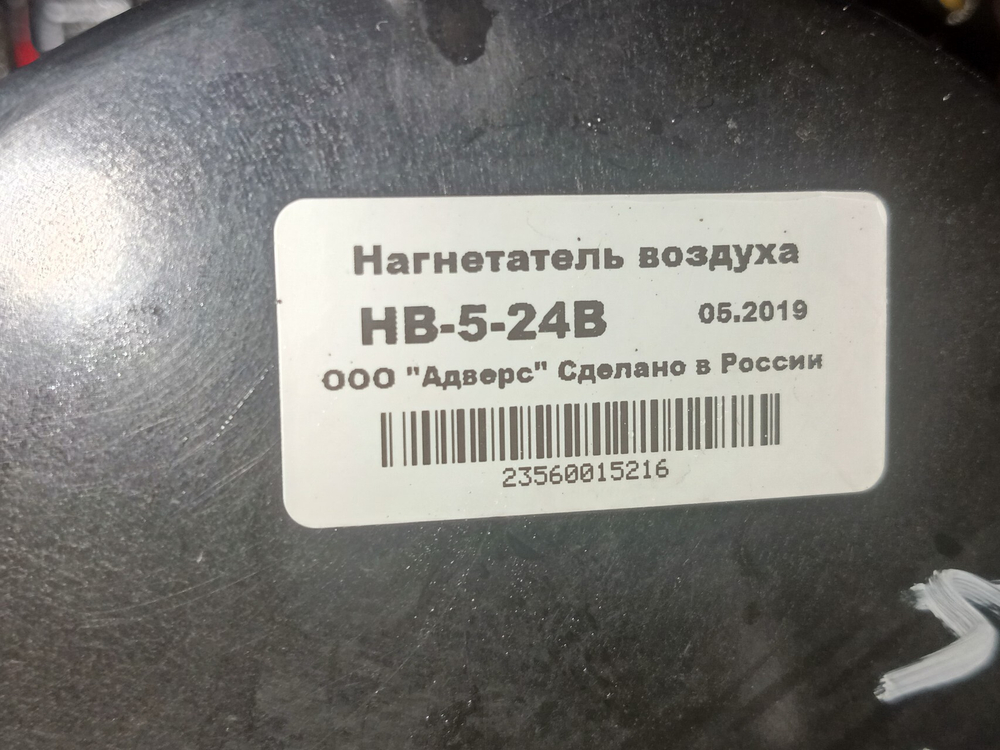 Нагнетатель воздуха
НВ-5-24В 05.2019
ООО "Адверс" Сделано в России
23560015216